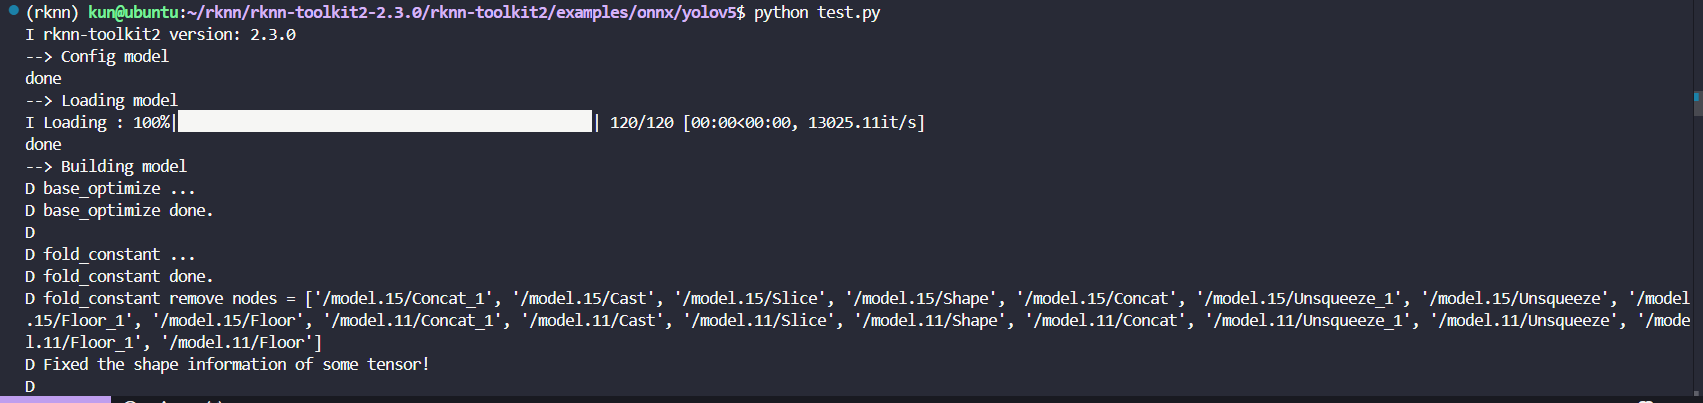 (rknn) kun@ubuntu:~/rknn/rknn-toolkit2-2.3.0/rknn-toolkit2/examples/onnx/yolov5$ python test.py
I rknn-toolkit2 version: 2.3.0
--> Config model
done
--> Loading model
I Loading : 100%|                                              | 120/120 [00:00<00:00, 13025.11it/s]
done
--> Building model
D base_optimize ...
D base_optimize done.
D
D fold_constant ...
D fold_constant done.
D fold_constant remove nodes = ['/model.15/Concat_1', '/model.15/Cast', '/model.15/Slice', '/model.15/Shape', '/model.15/Concat', '/model.15/Unsqueeze_1', '/model.15/Unsqueeze', '/model
.15/Floor_1', '/model.15/Floor', '/model.11/Concat_1', '/model.11/Cast', '/model.11/Slice', '/model.11/Shape', '/model.11/Concat', '/model.11/Unsqueeze_1', '/model.11/Unsqueeze', '/mode
l.11/Floor_1', '/model.11/Floor']
D Fixed the shape information of some tensor!
D